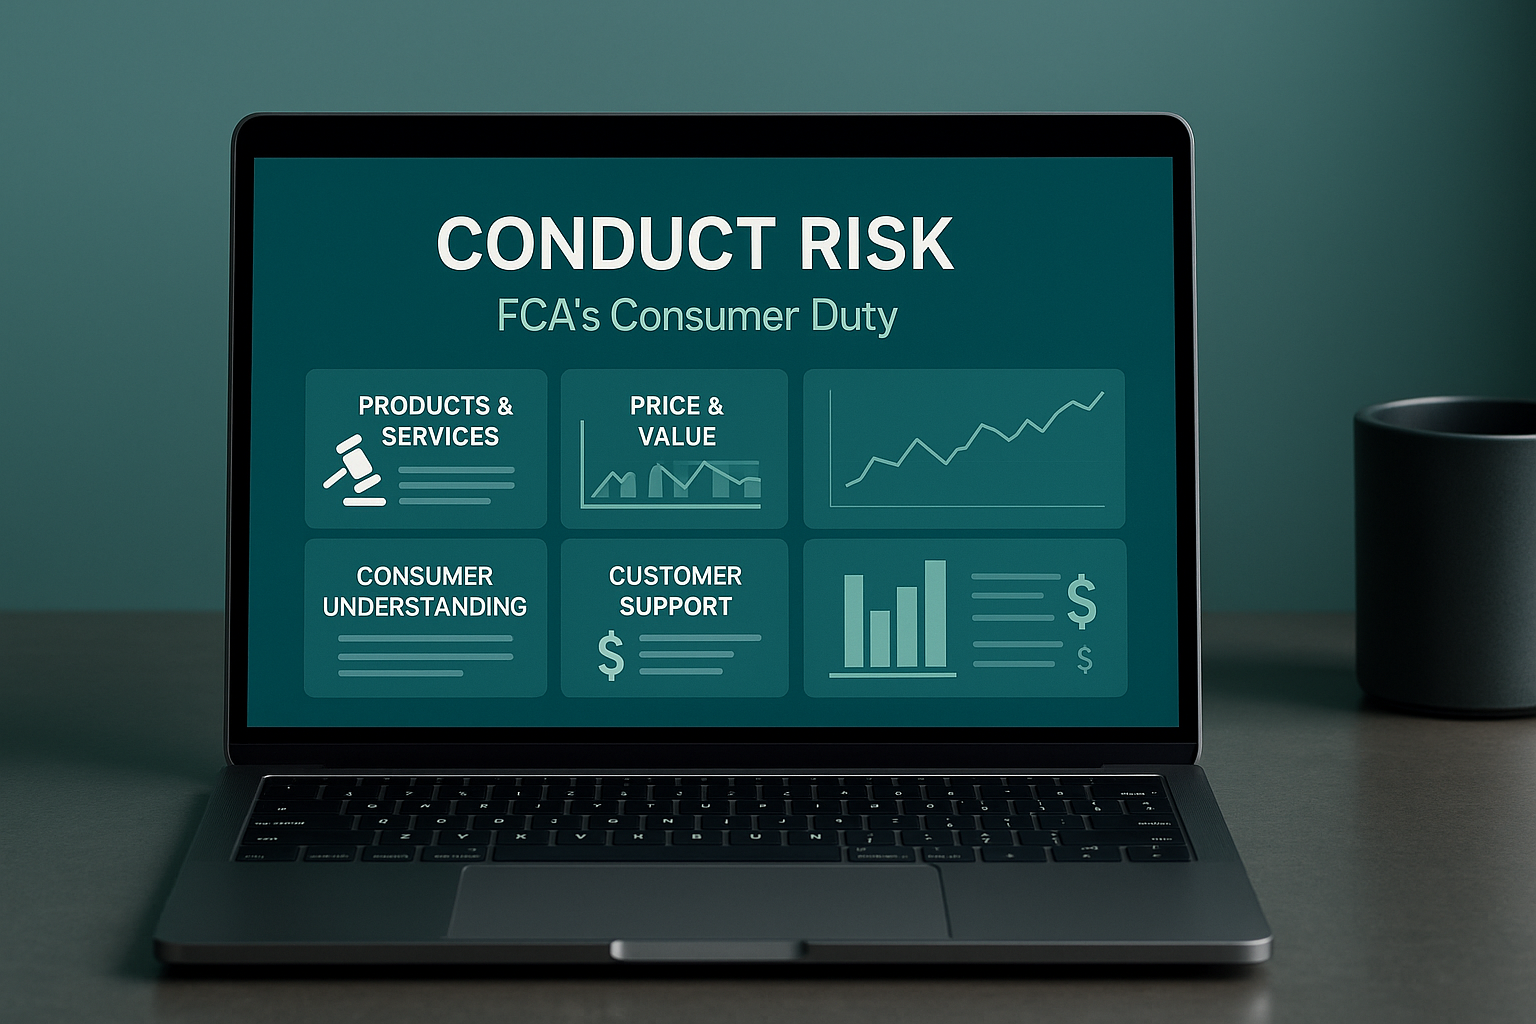 CONDUCT RISK
FCA's Consumer Duty
PRODUCTS &
SERVICES
PRICE &
VALUE
CONSUMER
UNDERSTANDING
CUSTOMER
SUPPORT
$
$
$